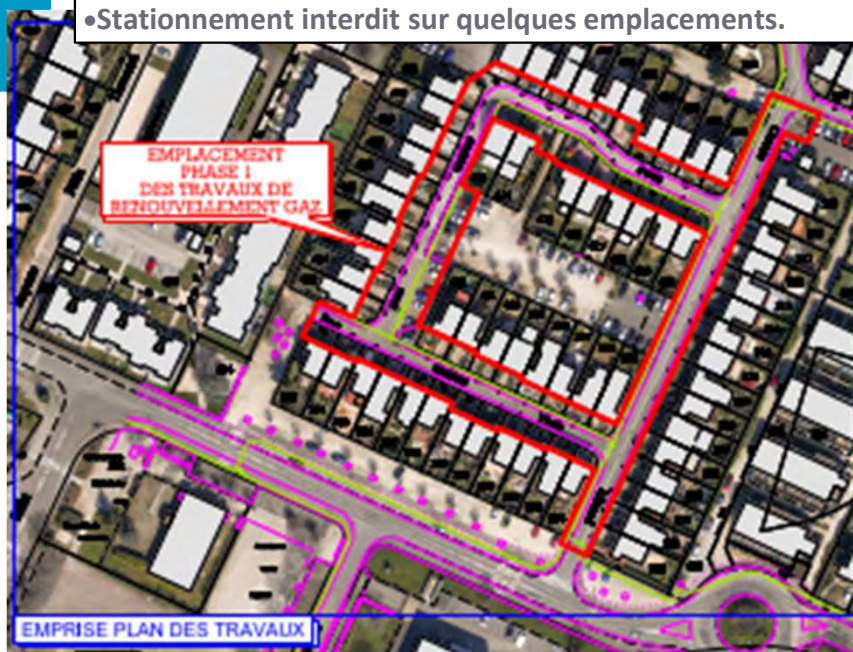 •Stationnement interdit sur quelques emplacements.
EMPLACEMENT
PHASE 1
DES TRAVAUX DE
RENOUVELLEMENT GAZ
EMPRISE PLAN DES TRAVAUX